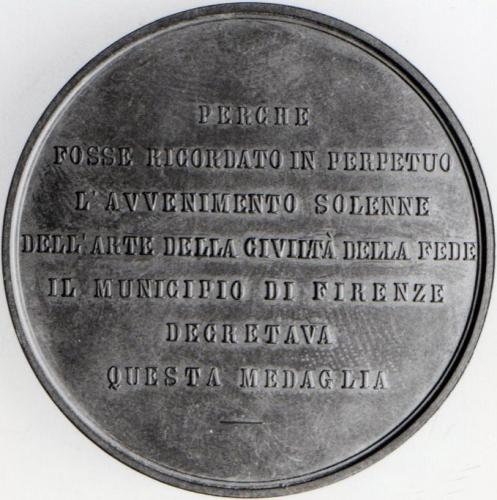 PERCHE
FOSSE RICORDATO IN PERPETUO
L'AVVENIMENTO SOLENNE
DELL'ARTE DELLA CIVILTÀ DELLA FEDE
IL MUNICIPIO DI FIRENZE
DECRETAVA
QUESTA MEDAGLIA